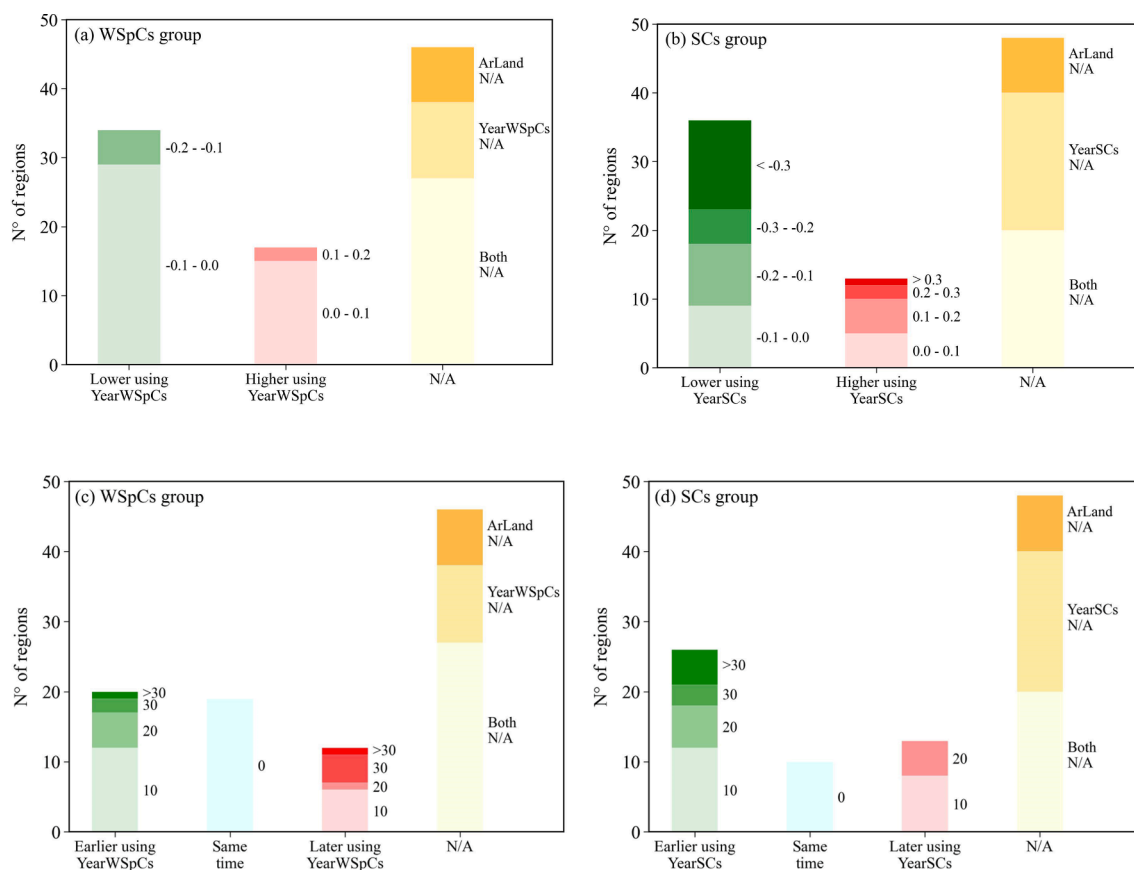 (a) WSpCs group
N° of regions
50
40
30
20
10
0
-0.2 - -0.1
-0.1 - 0.0
0.1 - 0.2
0.0 - 0.1
ArLand
N/A
YearWSpCs
N/A
Both
N/A
Lower using
YearWSpCs
Higher using
YearWSpCs
N/A
(b) SCs group
N° of regions
50
40
30
20
10
0
< -0.3
-0.3 - -0.2
-0.2 - -0.1
-0.1 - 0.0
> 0.3
0.2 - 0.3
0.1 - 0.2
0.0 - 0.1
ArLand
N/A
YearSCs
N/A
Both
N/A
Lower using
YearSCs
Higher using
YearSCs
N/A
(c) WSpCs group
N° of regions
50
40
30
20
10
0
>30
30
20
10
0
>30
30
20
10
ArLand
N/A
YearWSpCs
N/A
Both
N/A
Earlier using
YearWSpCs
Same
time
Later using
YearWSpCs
N/A
(d) SCs group
N° of regions
50
40
30
20
10
0
>30
30
20
10
0
20
10
ArLand
N/A
YearSCs
N/A
Both
N/A
Earlier using
YearSCs
Same
time
Later using
YearSCs
N/A